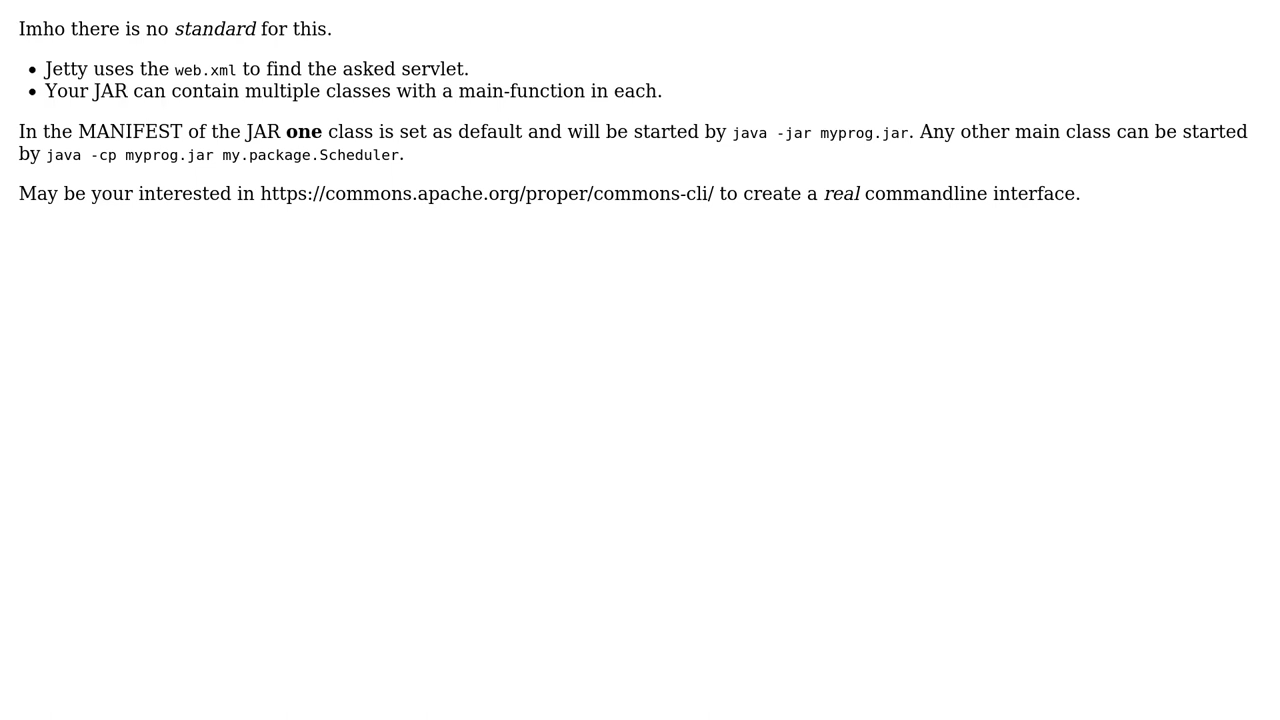 Imho there is no standard for this.
• Jetty uses the web.xml to find the asked servlet.
• Your JAR can contain multiple classes with a main-function in each.
In the MANIFEST of the JAR one class is set as default and will be started by java -jar myprog.jar. Any other main class can be started
by java -cp myprog.jar my.package.Scheduler.
May be your interested in https://commons.apache.org/proper/commons-cli/ to create a real commandline interface.